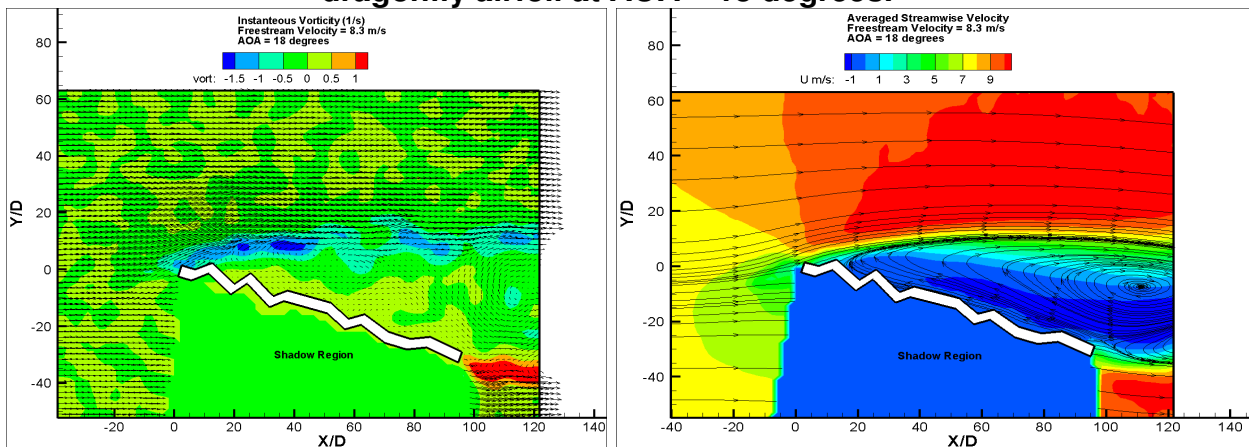 Instanteous Vorticity (1/s)
Freestream Velocity = 8.3 m/s
AOA = 18 degrees
vort: -1.5 -1 -0.5 0 0.5 1
Y/D
80
60
40
20
0
-20
-40
Shadow Region
-20 0 20 40 60 80 100 120 140
X/D
Averaged Streamwise Velocity
Freestream Velocity = 8.3 m/s
AOA = 18 degrees
U m/s: -1 1 3 5 7 9
Y/D
80
60
40
20
0
-20
-40
Shadow Region
-40 -20 0 20 40 60 80 100 120 140
X/D